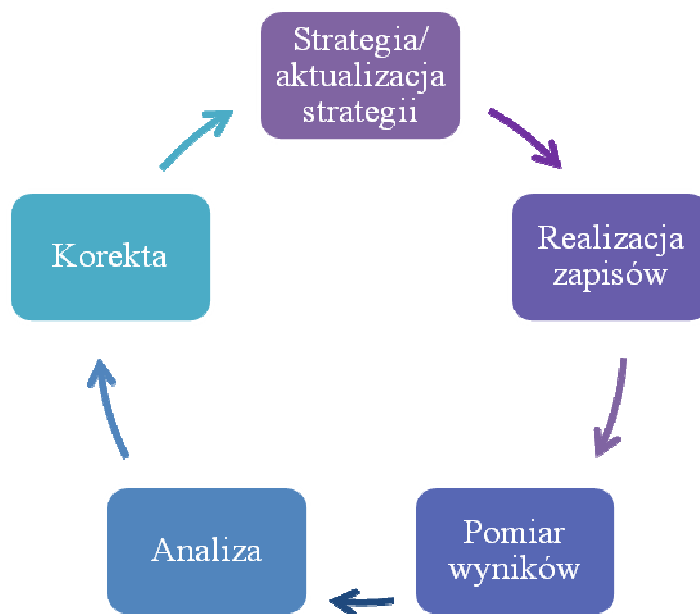 Strategia/
aktualizacja
strategii
Realizacja
zapisów
Pomiar
wyników
Analiza
Korekta